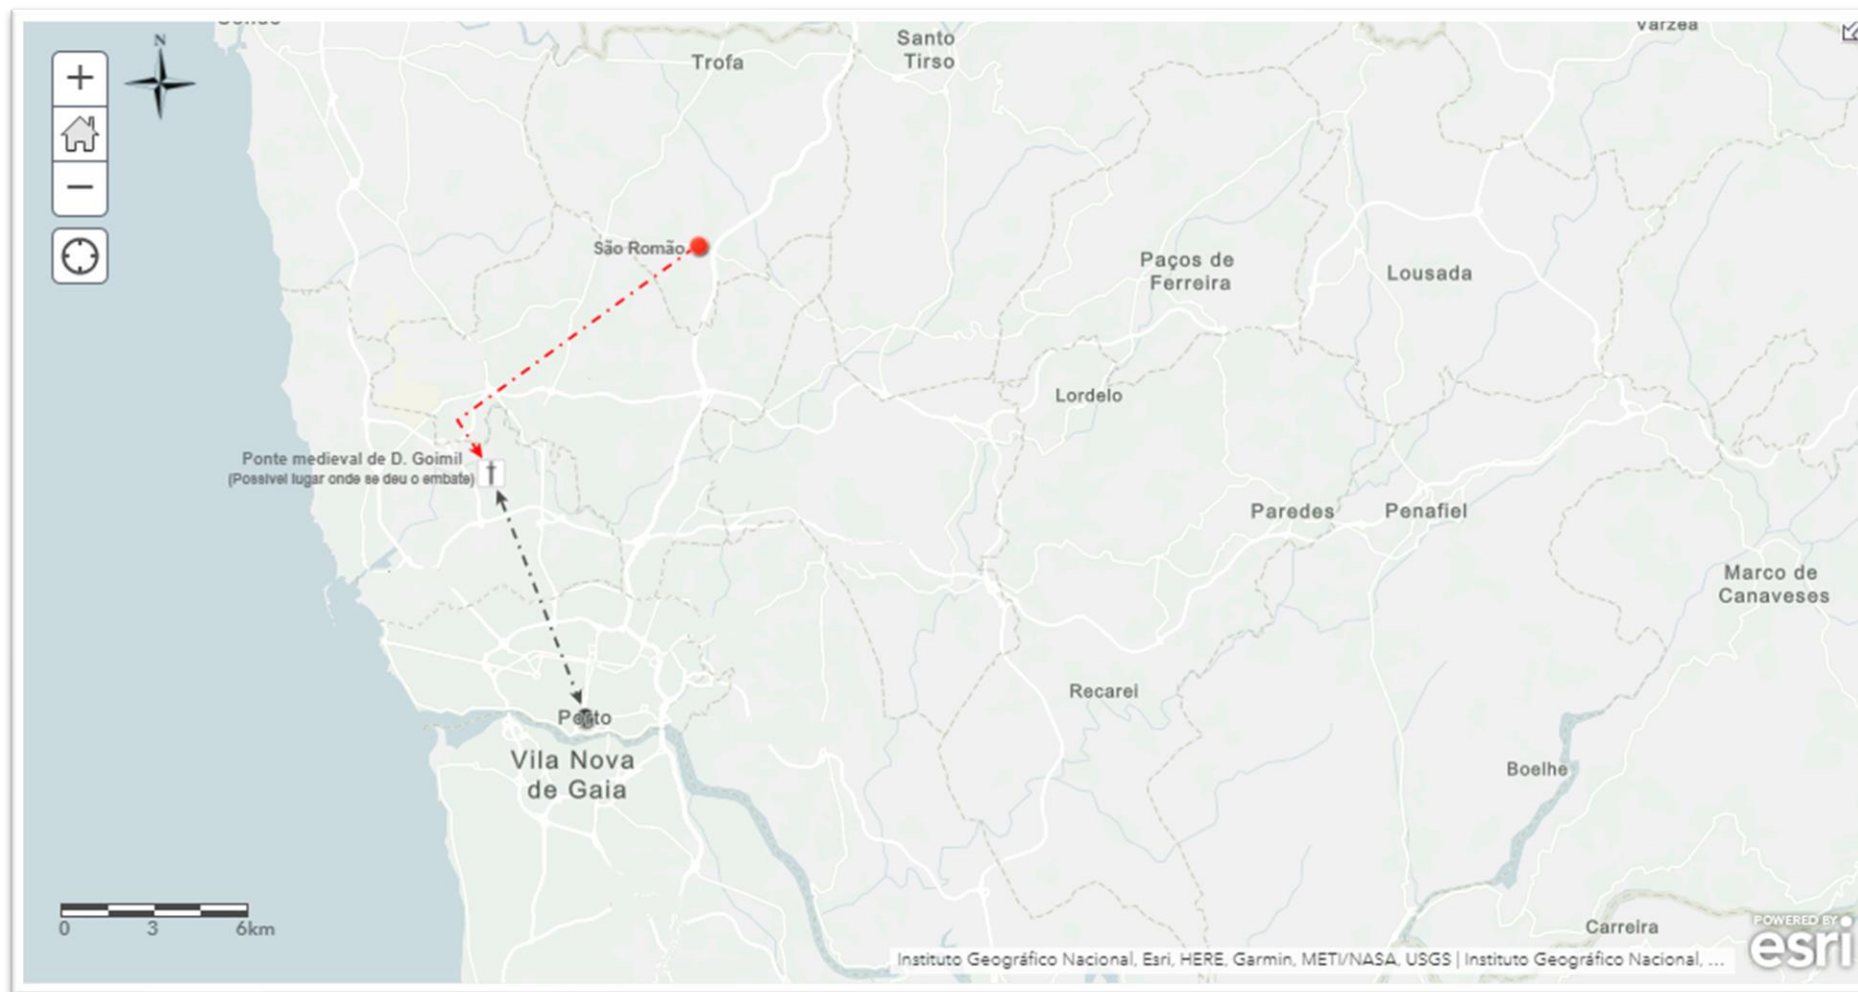 N
Trofa
Santo
Tirso
Várzea
São Romão
Paços de
Ferreira
Lousada
Lordelo
Ponte medieval de D. Goimil
(Possivel lugar onde se deu o embate)
Paredes
Penafiel
Marco de
Canaveses
Recarei
Porto
Vila Nova
de Gaia
Boelhe
Carreira
0 3 6km
POWERED BY
esri
Instituto Geográfico Nacional, Esri, HERE, Garmin, METI/NASA, USGS | Instituto Geográfico Nacional, ...